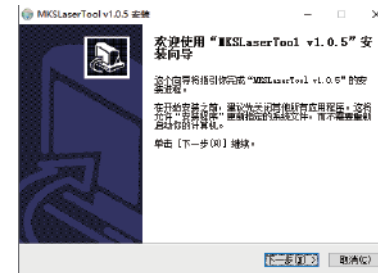 MKSLaserTool v1.0.5 安装
欢迎使用“MKSLaserTool v1.0.5”安
装向导
这个向导将指引你完成“MKSLaserTool v1.0.5”的安
装进程。
在开始安装之前，建议先关闭其他所有应用程序。这将
允许“安装程序”更新指定的系统文件，而不需要重新
启动你的计算机。
单击 [下一步(N)] 继续。
下一步(N) >
取消(C)